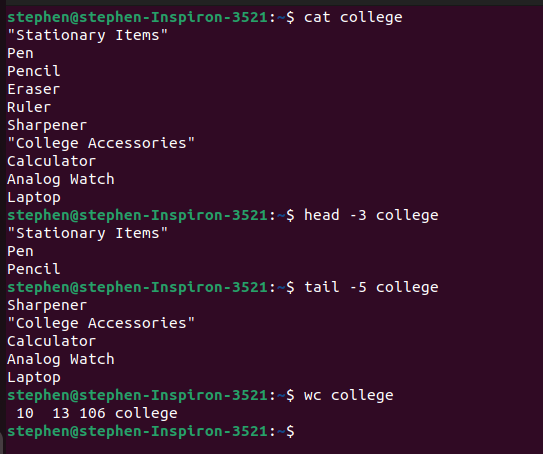 stephen@stephen-Inspiron-3521:~$ cat college
"Stationary Items"
Pen
Pencil
Eraser
Ruler
Sharpener
"College Accessories"
Calculator
Analog Watch
Laptop
stephen@stephen-Inspiron-3521:~$ head -3 college
"Stationary Items"
Pen
Pencil
stephen@stephen-Inspiron-3521:~$ tail -5 college
Sharpener
"College Accessories"
Calculator
Analog Watch
Laptop
stephen@stephen-Inspiron-3521:~$ wc college
 10  13 106 college
stephen@stephen-Inspiron-3521:~$